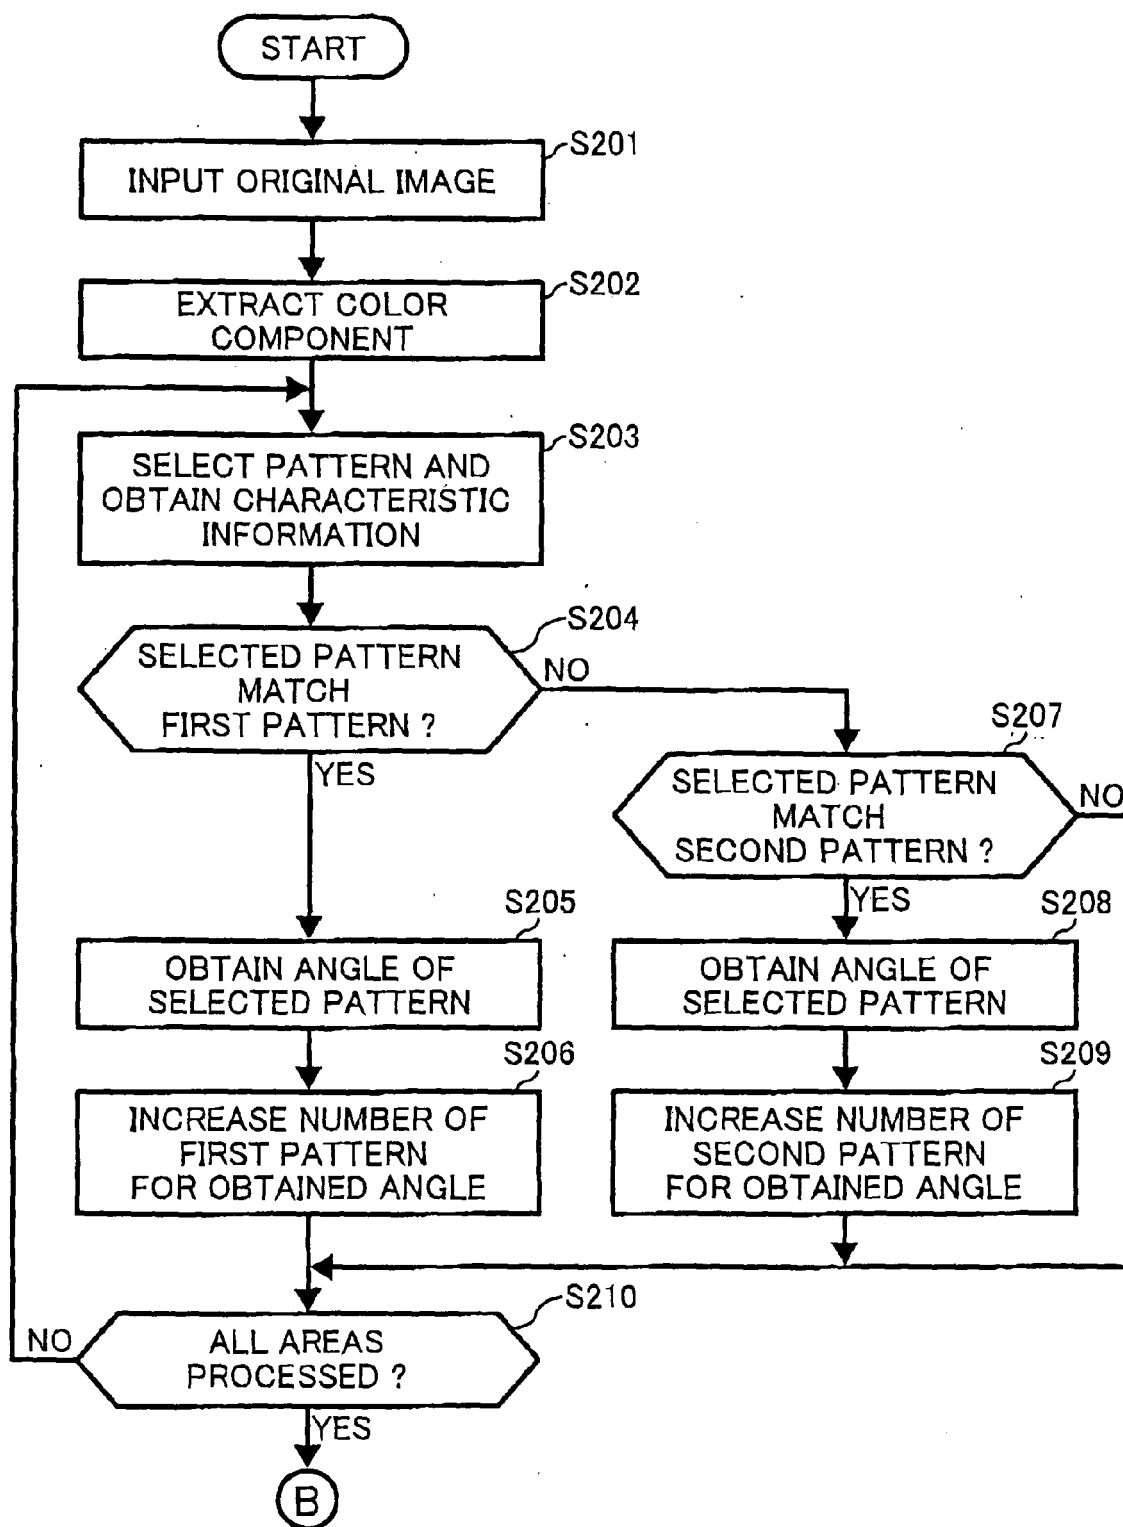 START
S201
INPUT ORIGINAL IMAGE
S202
EXTRACT COLOR
COMPONENT
S203
SELECT PATTERN AND
OBTAIN CHARACTERISTIC
INFORMATION
S204
SELECTED PATTERN
MATCH
FIRST PATTERN ?
NO
YES
S207
SELECTED PATTERN
MATCH
SECOND PATTERN ?
NO
YES
S205
OBTAIN ANGLE OF
SELECTED PATTERN
S208
OBTAIN ANGLE OF
SELECTED PATTERN
S206
INCREASE NUMBER OF
FIRST PATTERN
FOR OBTAINED ANGLE
S209
INCREASE NUMBER OF
SECOND PATTERN
FOR OBTAINED ANGLE
S210
ALL AREAS
PROCESSED ?
NO
YES
B